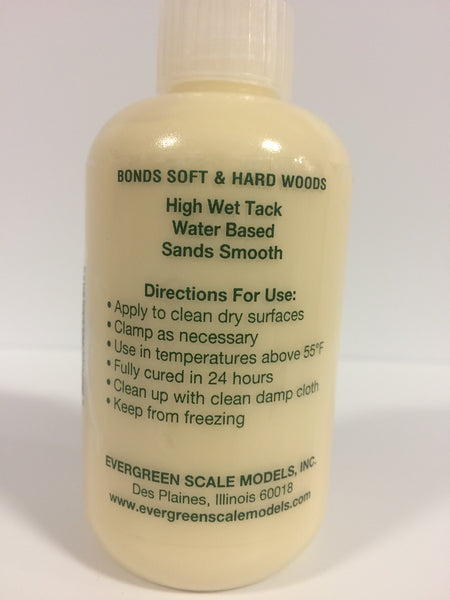 BONDS SOFT & HARD WOODS
High Wet Tack
Water Based
Sands Smooth
Directions For Use:
• Apply to clean dry surfaces
• Clamp as necessary
• Use in temperatures above 55°F
• Fully cured in 24 hours
• Clean up with clean damp cloth
• Keep from freezing
EVERGREEN SCALE MODELS, INC.
Des Plaines, Illinois 60018
www.evergreenscalemodels.com